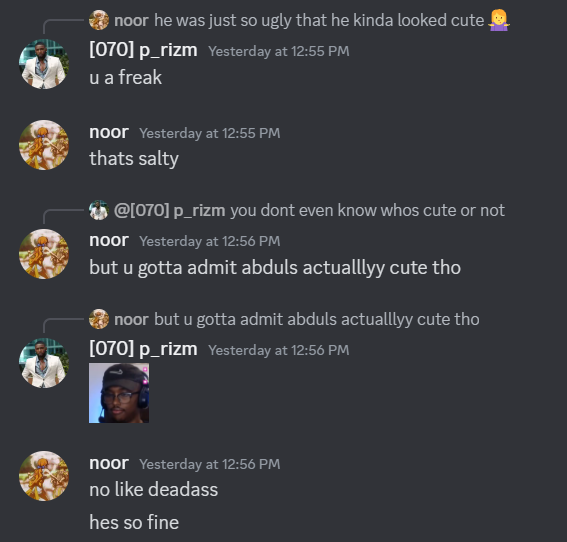 noor he was just so ugly that he kinda looked cute 🤷‍♀️
[070] p_rizm Yesterday at 12:55 PM
u a freak
noor Yesterday at 12:55 PM
thats salty
@[070] p_rizm you dont even know whos cute or not
noor Yesterday at 12:56 PM
but u gotta admit abduls actualllyy cute tho
noor but u gotta admit abduls actualllyy cute tho
[070] p_rizm Yesterday at 12:56 PM
noor Yesterday at 12:56 PM
no like deadass
hes so fine